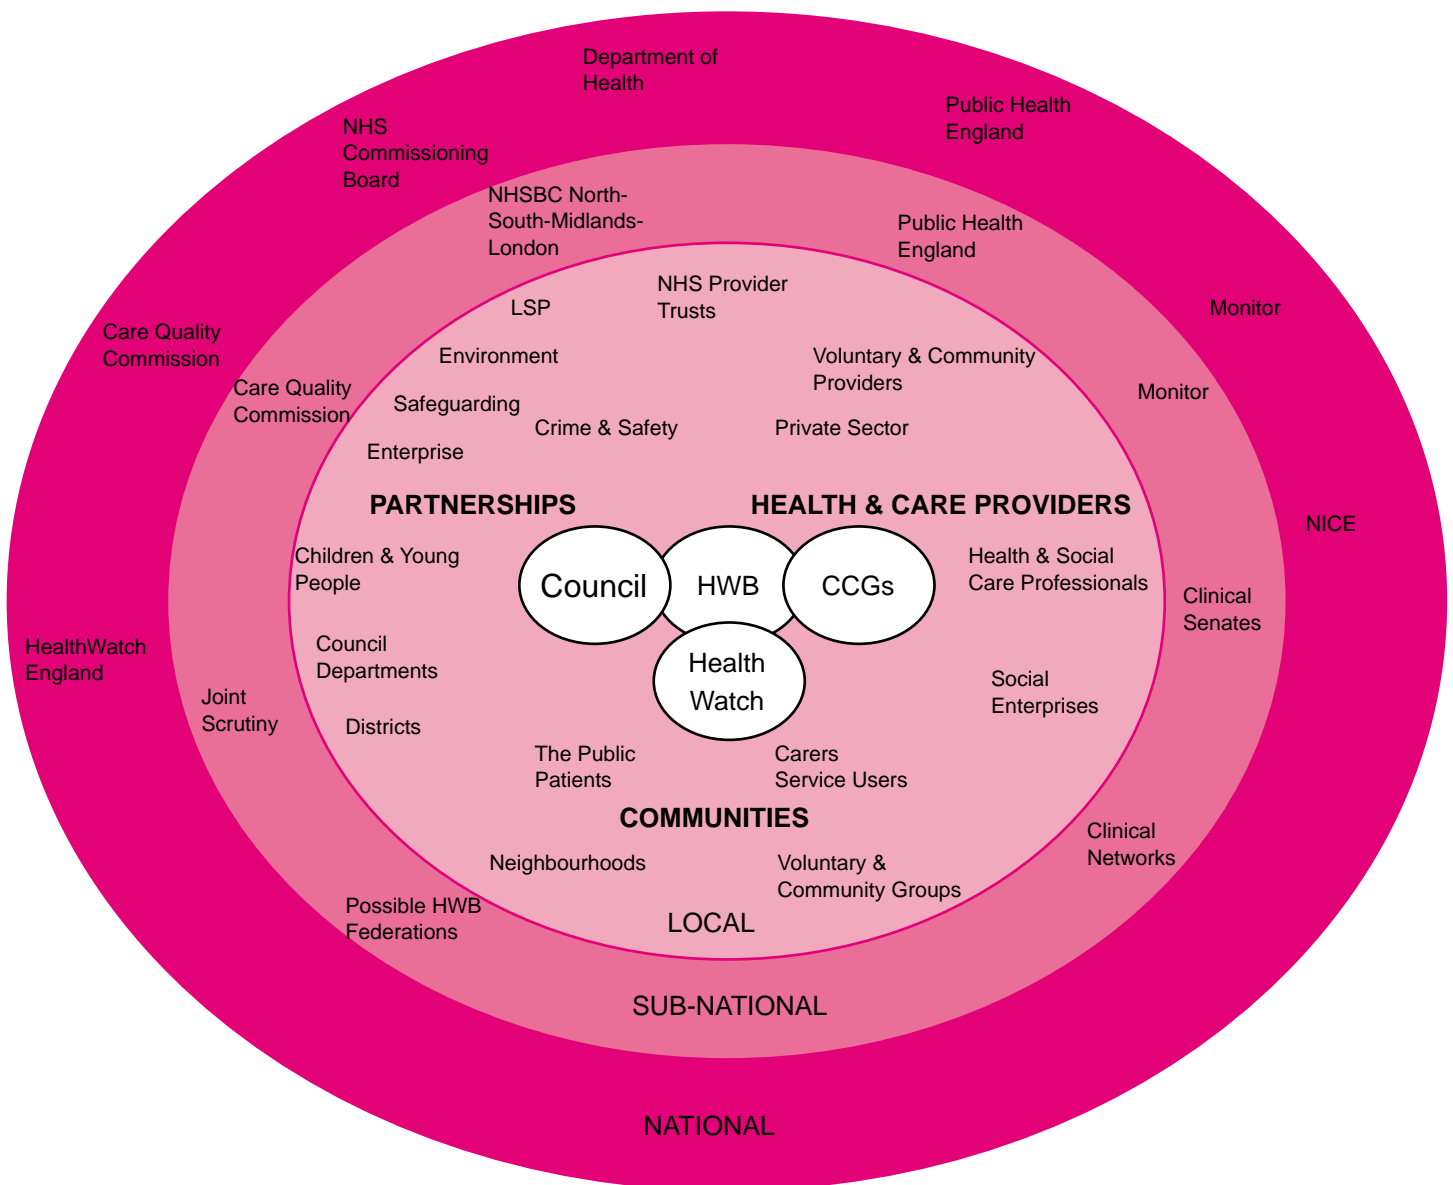 Department of
Health
Public Health
England
NHS
Commissioning
Board
NHSBC North-
South-Midlands-
London
Public Health
England
NHS Provider
Trusts
LSP
Monitor
Care Quality
Commission
Environment
Voluntary & Community
Providers
Care Quality
Commission
Monitor
Safeguarding
Crime & Safety
Private Sector
Enterprise
PARTNERSHIPS
HEALTH & CARE PROVIDERS
NICE
Children & Young
People
Council
HWB
CCGs
Health & Social
Care Professionals
Clinical
Senates
HealthWatch
England
Council
Departments
Health
Watch
Social
Enterprises
Joint
Scrutiny
Districts
The Public
Patients
Carers
Service Users
COMMUNITIES
Clinical
Networks
Neighbourhoods
Voluntary &
Community Groups
Possible HWB
Federations
LOCAL
SUB-NATIONAL
NATIONAL